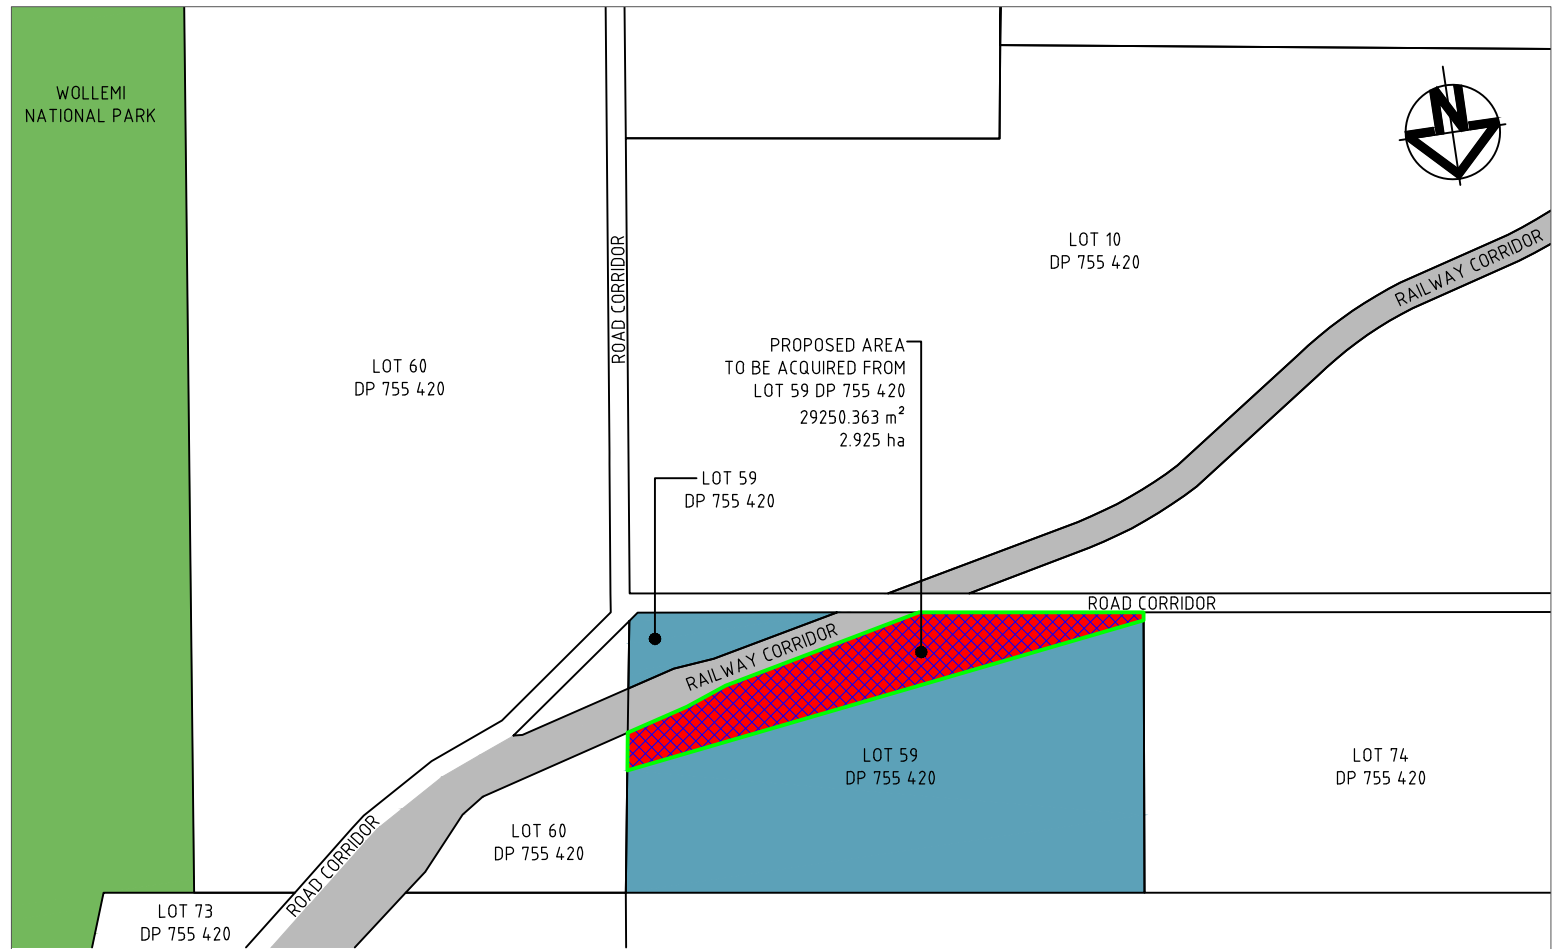 WOLLEMI
NATIONAL PARK
N
LOT 10
DP 755 420
RAILWAY CORRIDOR
ROAD CORRIDOR
PROPOSED AREA
TO BE ACQUIRED FROM
LOT 59 DP 755 420
29250.363 m²
2.925 ha
LOT 60
DP 755 420
LOT 59
DP 755 420
ROAD CORRIDOR
RAILWAY CORRIDOR
LOT 59
DP 755 420
LOT 74
DP 755 420
LOT 60
DP 755 420
ROAD CORRIDOR
LOT 73
DP 755 420